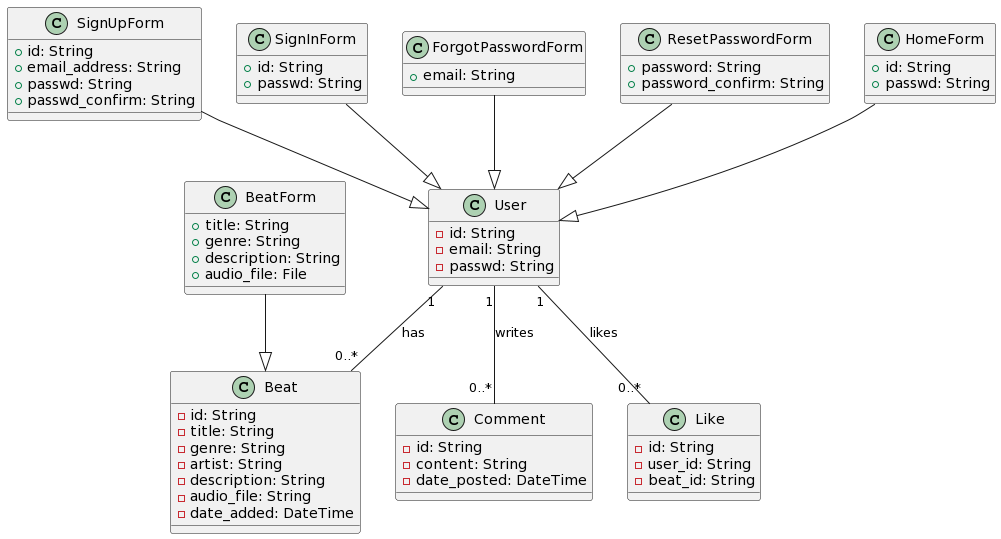 C SignUpForm
id: String
email_address: String
passwd: String
passwd_confirm: String
C SignInForm
id: String
passwd: String
C ForgotPasswordForm
email: String
C ResetPasswordForm
password: String
password_confirm: String
C HomeForm
id: String
passwd: String
C BeatForm
title: String
genre: String
description: String
audio_file: File
C User
id: String
email: String
passwd: String
1
has
0..*
1
writes
0..*
1
likes
0..*
C Beat
id: String
title: String
genre: String
artist: String
description: String
audio_file: String
date_added: DateTime
C Comment
id: String
content: String
date_posted: DateTime
C Like
id: String
user_id: String
beat_id: String